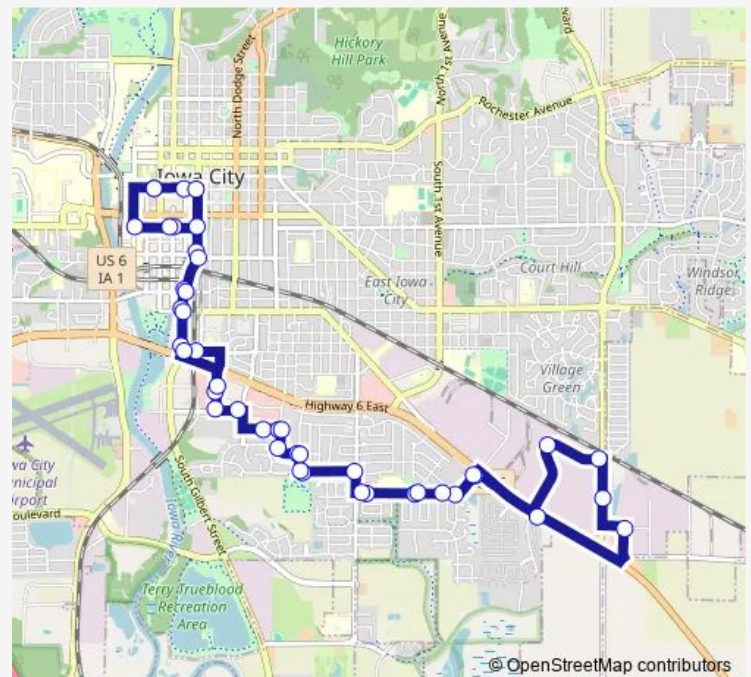 Hickory
Hill Park
North Dodge Street
North 1st Avenue
Rochester Avenue
Iowa City
South 1st Avenue
US 6
IA 1
East Iowa
City
Court Hill
Windsor
Ridge
Village
Green
Highway 6 East
wa City
unicipal
irport
oulevard
South Gilbert Street
Iowa River
Terry Trueblood
Recreation
Area
© OpenStreetMap contributors